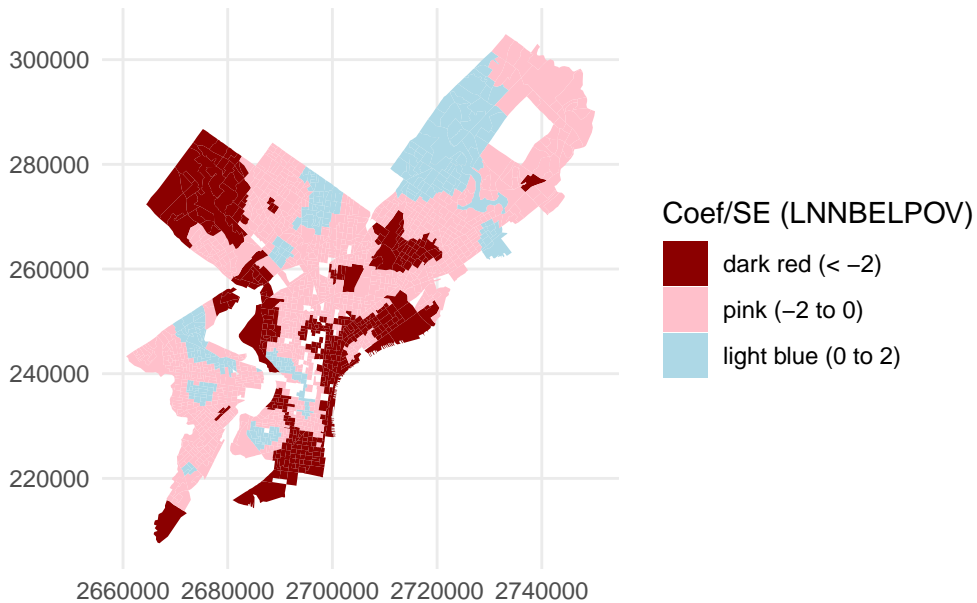 300000
280000
260000
240000
220000
2660000 2680000 2700000 2720000 2740000
Coef/SE (LNNBELPOV)
dark red (< −2)
pink (−2 to 0)
light blue (0 to 2)